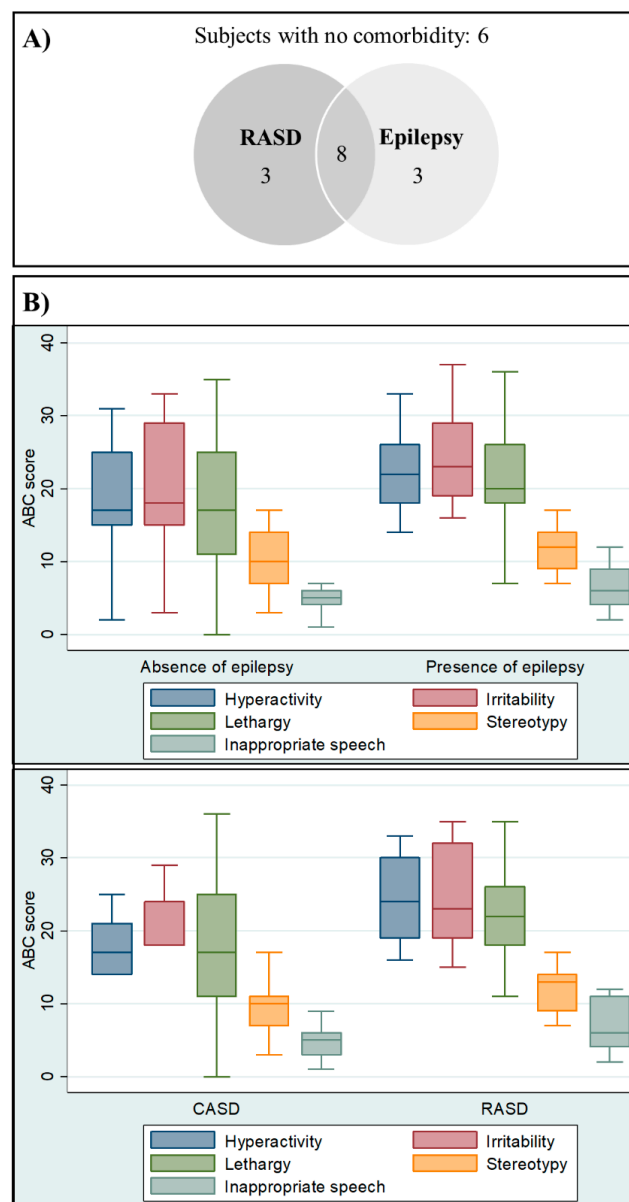 A)
Subjects with no comorbidity: 6
RASD
Epilepsy
3
8
3
B)
40
30
20
10
0
ABC score
Absence of epilepsy
Presence of epilepsy
Hyperactivity
Irritability
Lethargy
Stereotypy
Inappropriate speech
40
30
20
10
0
ABC score
CASD
RASD
Hyperactivity
Irritability
Lethargy
Stereotypy
Inappropriate speech